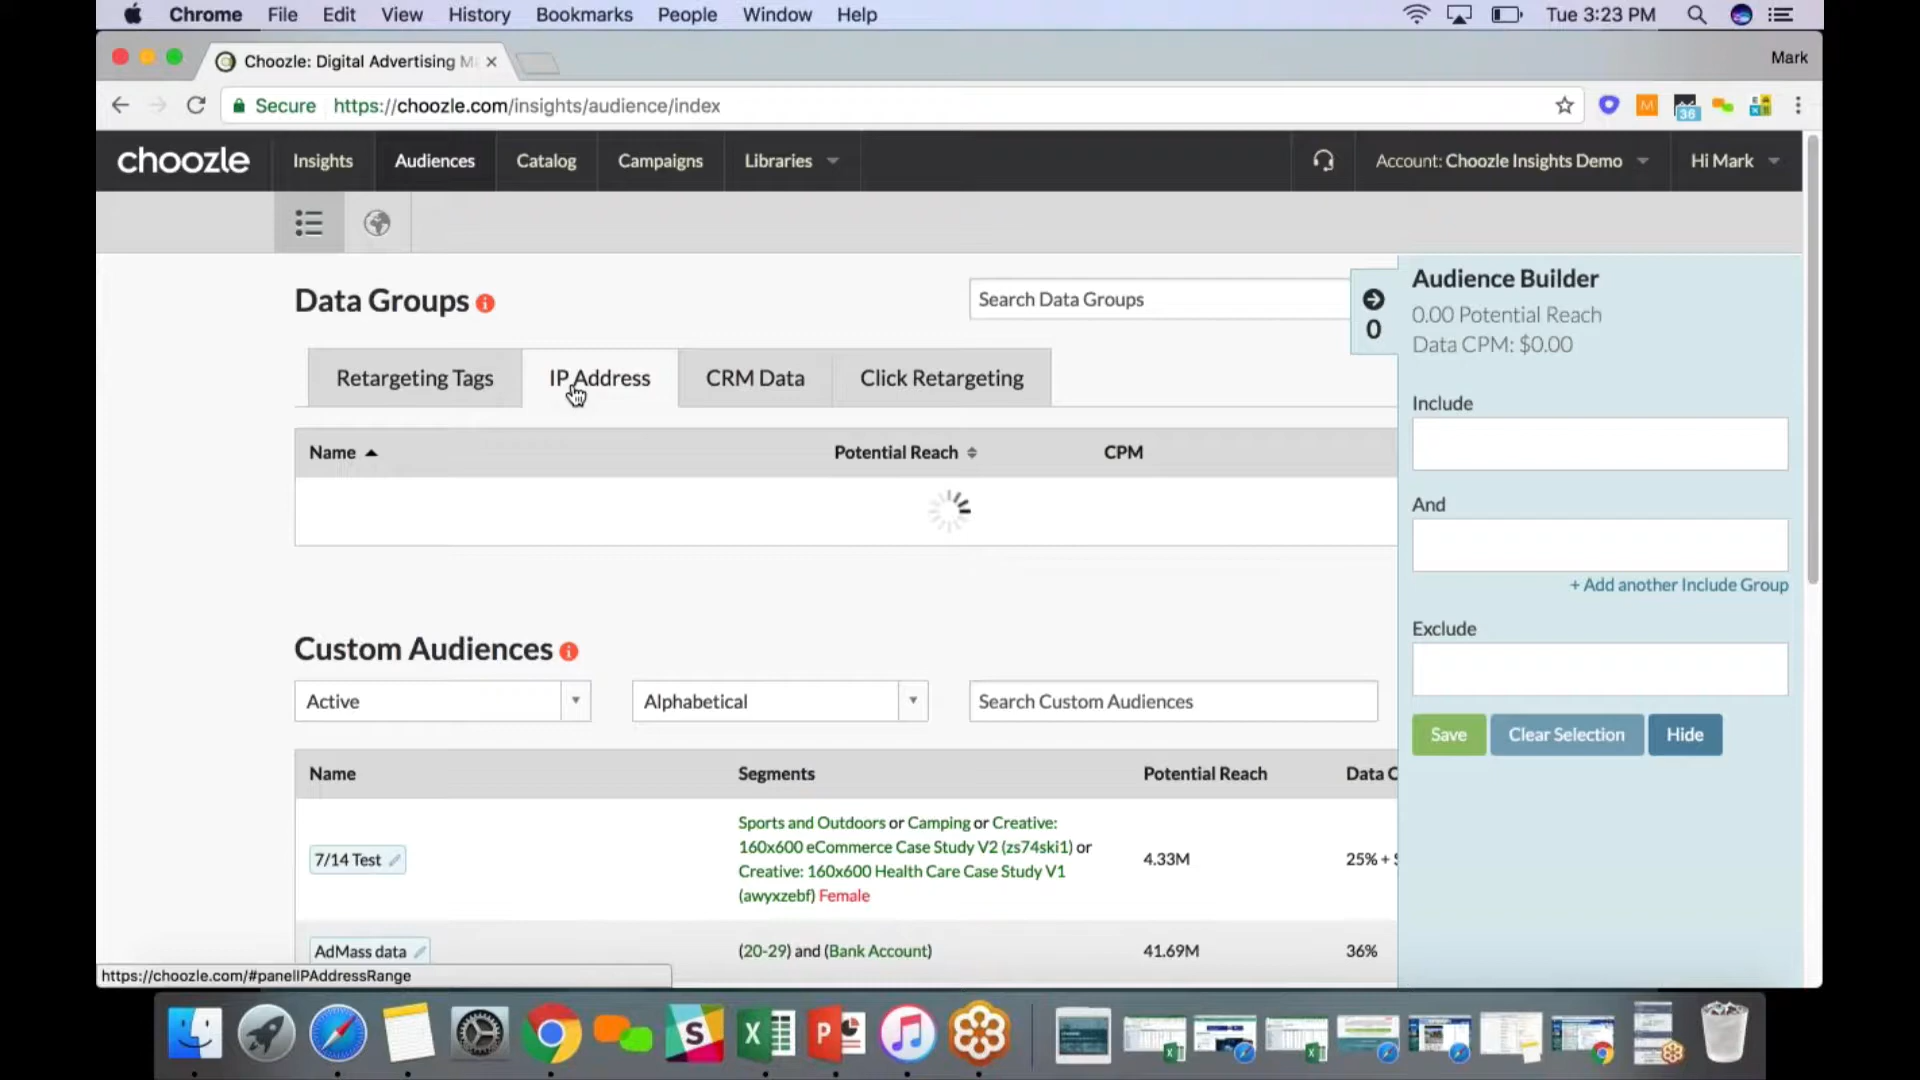 Chrome File Edit View History Bookmarks People Window Help Tue 3:23 PM
Choozle: Digital Advertising M Mark
Secure https://choozle.com/insights/audience/index M 36
choozle Insights Audiences Catalog Campaigns Libraries Account: Choozle Insights Demo Hi Mark
Data Groups
Search Data Groups
0
Audience Builder
0.00 Potential Reach
Data CPM: $0.00
Retargeting Tags IP Address CRM Data Click Retargeting
Include
Name Potential Reach CPM
And
+ Add another Include Group
Exclude
Save Clear Selection Hide
Custom Audiences
Active Alphabetical Search Custom Audiences
Name Segments Potential Reach Data C
7/14 Test
Sports and Outdoors or Camping or Creative:
160x600 eCommerce Case Study V2 (zs74ski1) or
Creative: 160x600 Health Care Case Study V1
(awyxzebf) Female
4.33M 25% + $
AdMass data (20-29) and (Bank Account) 41.69M 36%
https://choozle.com/#panelIPAddressRange